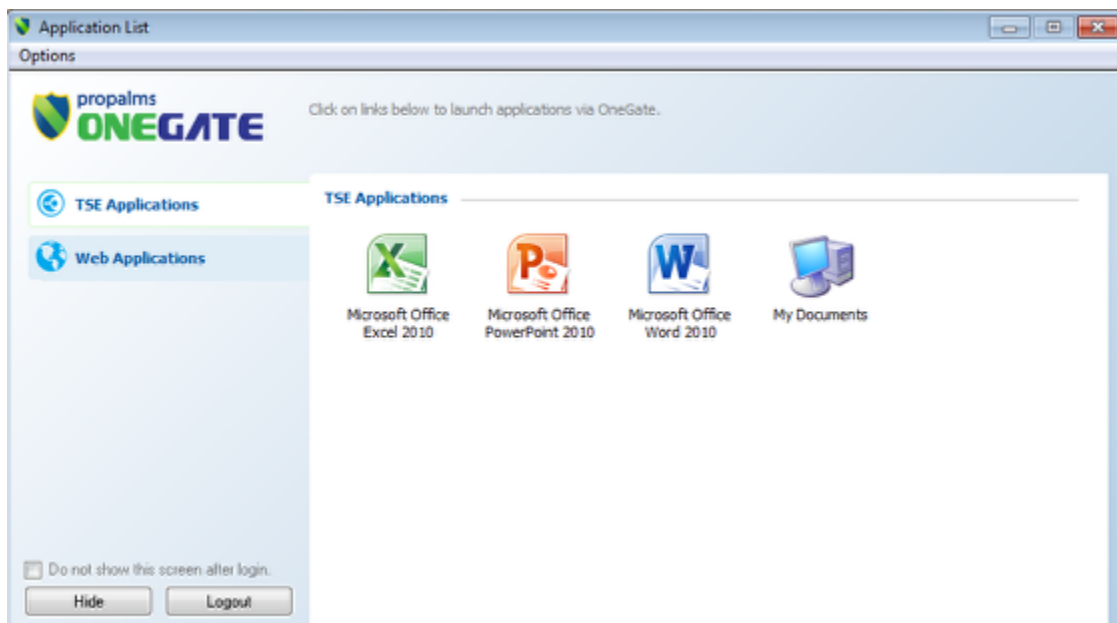 Application List
Options
propalms
ONEGATE
Click on links below to launch applications via OneGate.
TSE Applications
Web Applications
TSE Applications
Microsoft Office
Excel 2010
Microsoft Office
PowerPoint 2010
Microsoft Office
Word 2010
My Documents
Do not show this screen after login.
Hide
Logout